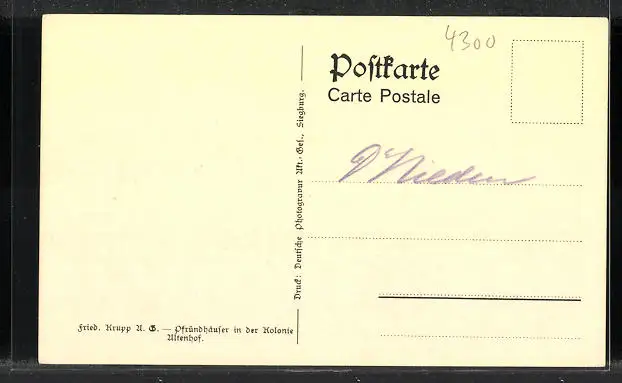 4300
Poſtkarte
Carte Postale
Druck: Deutſche Photogravur Akt.-Geſ., Siegburg.
Fried. Krupp A. G. — Pfründhäuſer in der Kolonie
Altenhof.